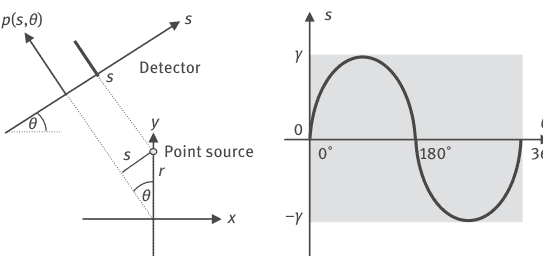 p(s,θ)
s
s
Detector
θ
y
s
Point source
r
θ
x
s
γ
0
0°
180°
−γ